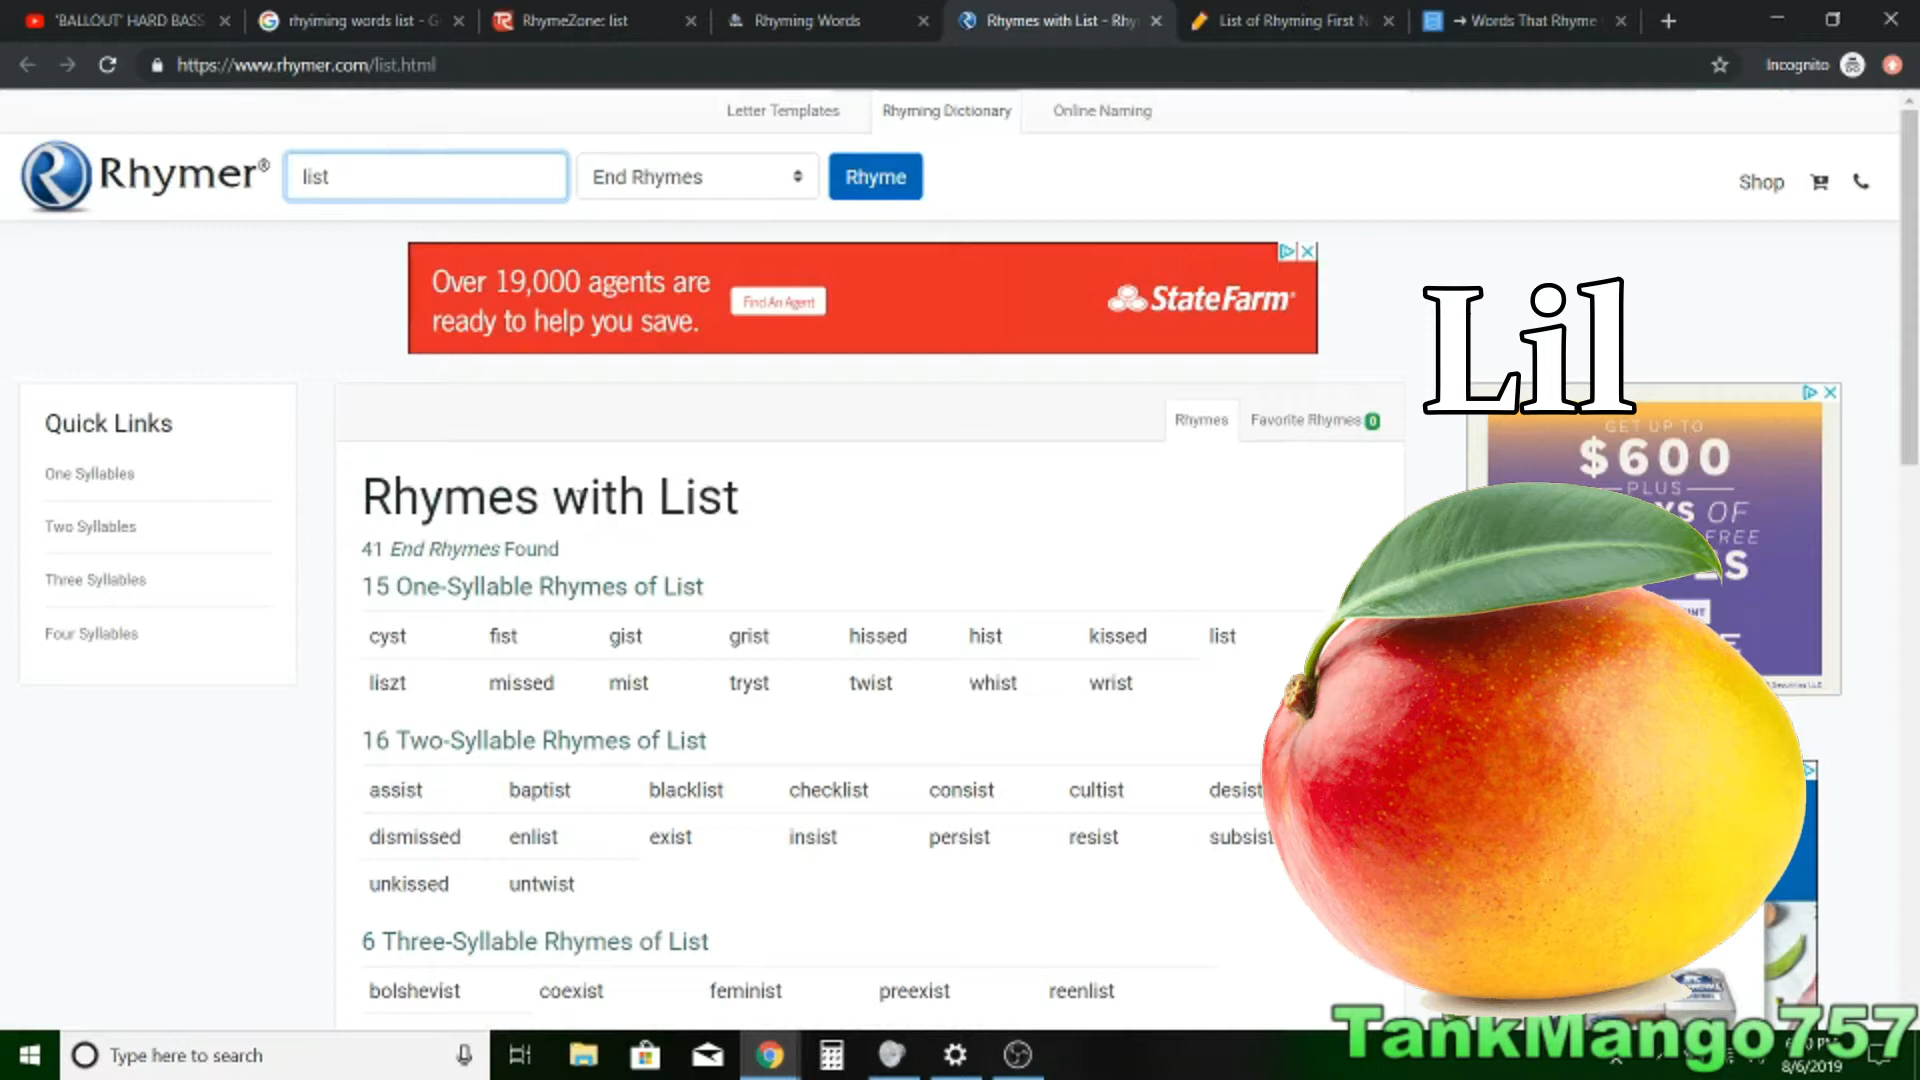 'BALLOUT' HARD BASS
rhyiming words list - G
RhymeZone: list
Rhyming Words
Rhymes with List - Rhy
List of Rhyming First N
→ Words That Rhyme
https://www.rhymer.com/list.html
Incognito
Letter Templates
Rhyming Dictionary
Online Naming
Rhymer®
list
End Rhymes
Rhyme
Shop
Over 19,000 agents are
ready to help you save.
Find An Agent
StateFarm®
Lil
Quick Links
One Syllables
Two Syllables
Three Syllables
Four Syllables
Rhymes
Favorite Rhymes 0
GET UP TO
$600
PLUS
YS OF
FREE
ES
Rhymes with List
41 End Rhymes Found
15 One-Syllable Rhymes of List
cyst fist gist grist hissed hist kissed list
liszt missed mist tryst twist whist wrist
16 Two-Syllable Rhymes of List
assist baptist blacklist checklist consist cultist desist
dismissed enlist exist insist persist resist subsist
unkissed untwist
6 Three-Syllable Rhymes of List
bolshevist coexist feminist preexist reenlist
TankMango757
Type here to search
8/6/2019